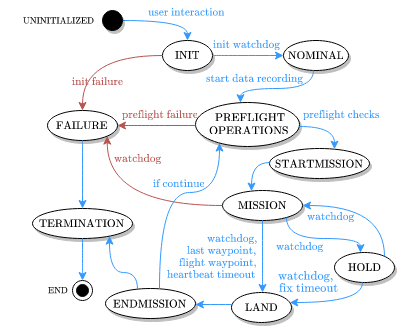 UNINITIALIZED
user interaction
INIT
init watchdog
NOMINAL
init failure
start data recording
FAILURE
preflight failure
PREFLIGHT
OPERATIONS
preflight checks
watchdog
STARTMISSION
if continue
MISSION
TERMINATION
watchdog,
last waypoint,
flight waypoint,
heartbeat timeout
watchdog
watchdog
HOLD
watchdog,
fix timeout
END
ENDMISSION
LAND